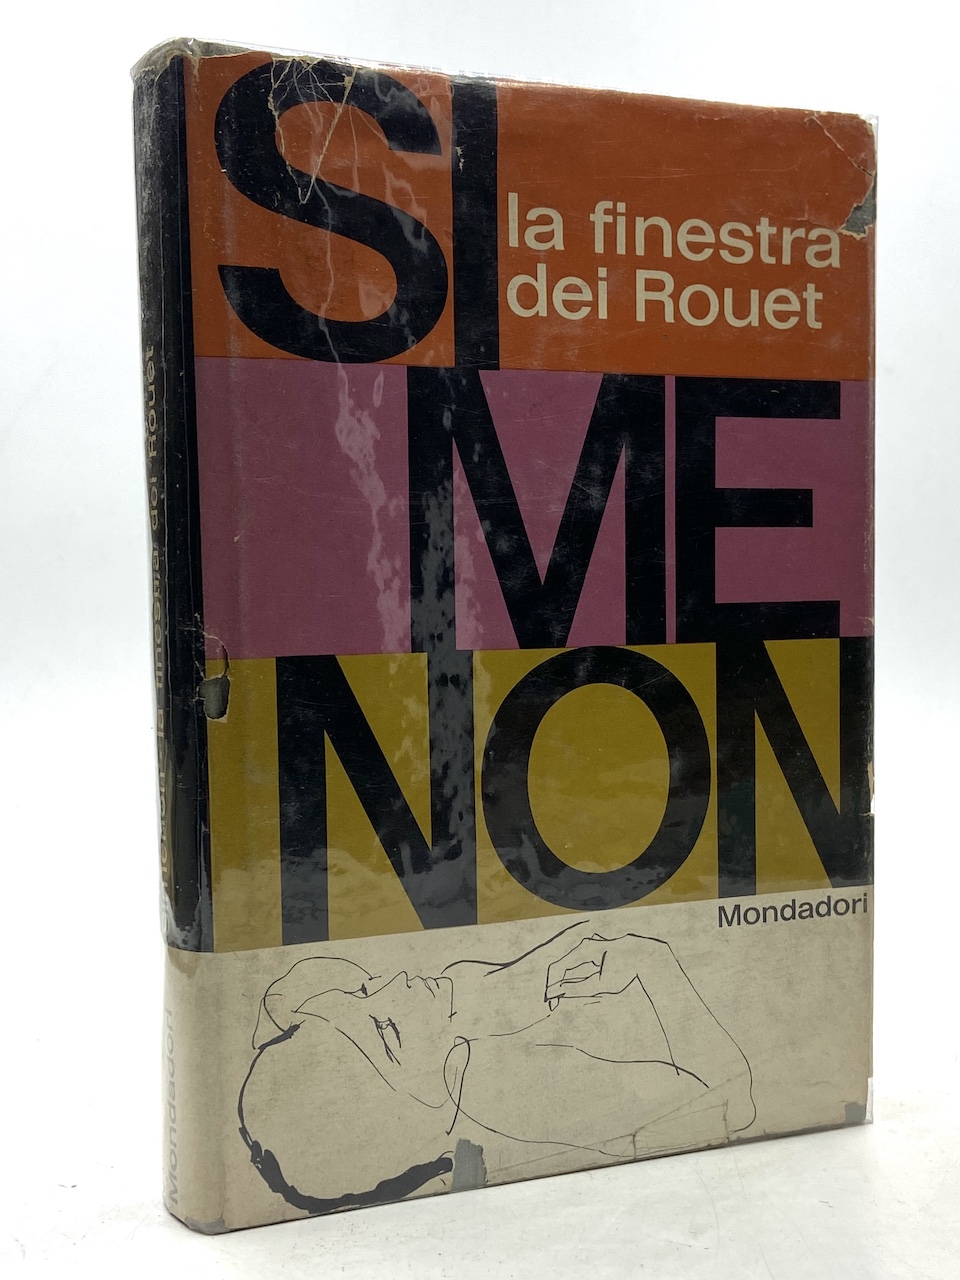 SI
la finestra
dei Rouet
ME
NON
Mondadori
simenon la finestra dei Rouet
Mondadori